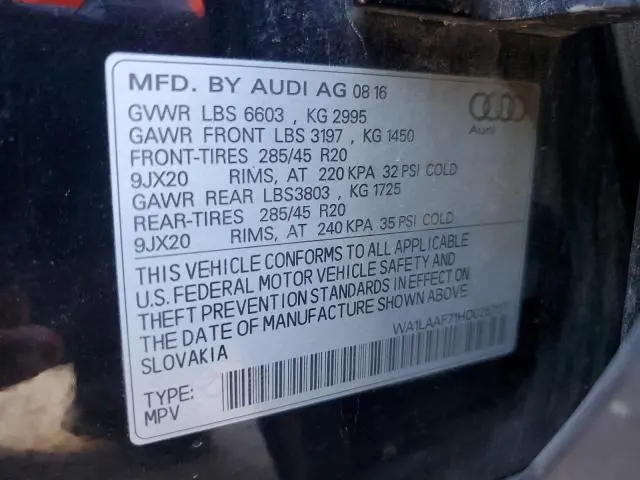 MFD. BY AUDI AG 08 16
GVWR LBS 6603 , KG 2995
GAWR FRONT LBS 3197 , KG 1450
FRONT-TIRES 285/45 R20
9JX20 RIMS, AT 220 KPA 32 PSI COLD
GAWR REAR LBS3803 , KG 1725
REAR-TIRES 285/45 R20
9JX20 RIMS, AT 240 KPA 35 PSI COLD
Audi
THIS VEHICLE CONFORMS TO ALL APPLICABLE
U.S. FEDERAL MOTOR VEHICLE SAFETY AND
THEFT PREVENTION STANDARDS IN EFFECT ON
THE DATE OF MANUFACTURE SHOWN ABOVE.
SLOVAKIA
TYPE:
MPV